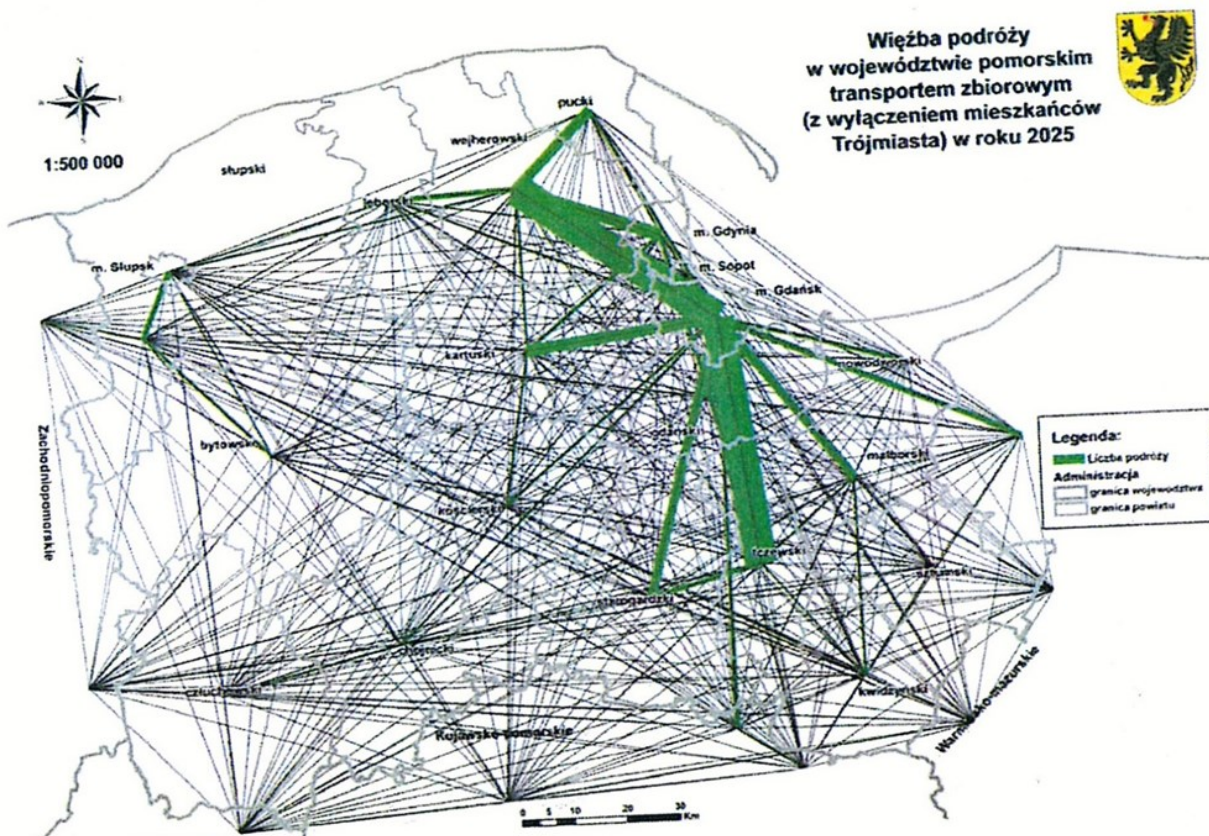 Więźba podróży
w województwie pomorskim
transportem zbiorowym
(z wyłączeniem mieszkańców
Trójmiasta) w roku 2025
1:500 000
pucki
wejherowski
słupski
lęborski
m. Gdynia
m. Słupsk
m. Sopot
m. Gdańsk
kartuski
nowodworski
Zachodniopomorskie
bytowski
gdański
malborski
Legenda:
Liczba podróży
Administracja
granica województwa
granica powiatu
kościerski
tczewski
sztumski
starogardzki
chojnicki
człuchowski
kwidzyński
Kujawsko-pomorskie
Warmińsko-mazurskie
0 5 10 20 30
Km